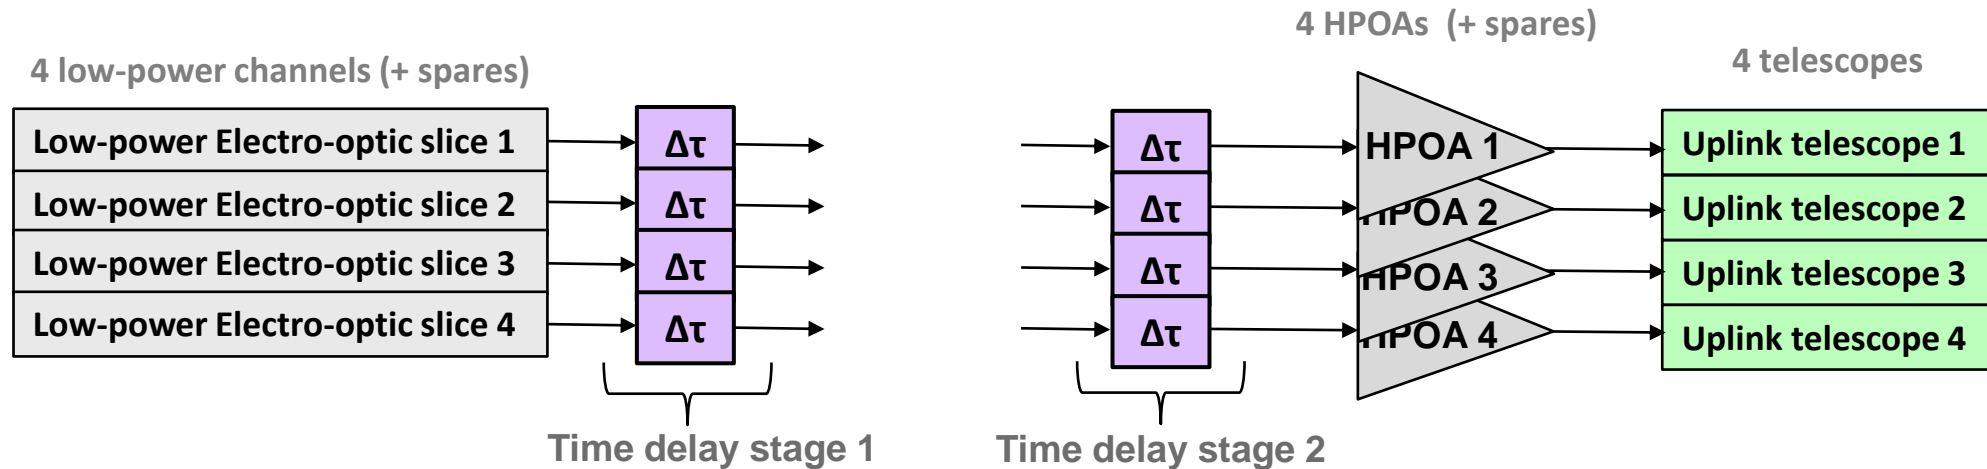 4 low-power channels (+ spares)
Low-power Electro-optic slice 1
Low-power Electro-optic slice 2
Low-power Electro-optic slice 3
Low-power Electro-optic slice 4
Δτ
Δτ
Δτ
Δτ
Time delay stage 1
Δτ
Δτ
Δτ
Δτ
Time delay stage 2
4 HPOAs (+ spares)
HPOA 1
HPOA 2
HPOA 3
HPOA 4
4 telescopes
Uplink telescope 1
Uplink telescope 2
Uplink telescope 3
Uplink telescope 4